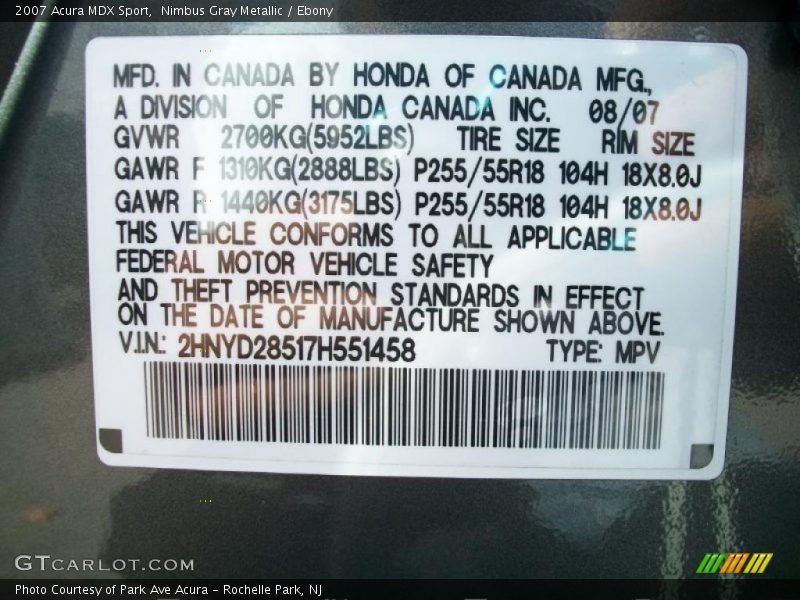 2007 Acura MDX Sport,  Nimbus Gray Metallic / Ebony
MFD. IN CANADA BY HONDA OF CANADA MFG.,
A DIVISION OF HONDA CANADA INC. 08/07
GVWR 2700KG(5952LBS) TIRE SIZE RIM SIZE
GAWR F 1310KG(2888LBS) P255/55R18 104H 18X8.0J
GAWR R 1440KG(3175LBS) P255/55R18 104H 18X8.0J
THIS VEHICLE CONFORMS TO ALL APPLICABLE
FEDERAL MOTOR VEHICLE SAFETY
AND THEFT PREVENTION STANDARDS IN EFFECT
ON THE DATE OF MANUFACTURE SHOWN ABOVE.
V.I.N.: 2HNYD28517H551458 TYPE: MPV
GTCARLOT.COM
Photo Courtesy of Park Ave Acura - Rochelle Park, NJ